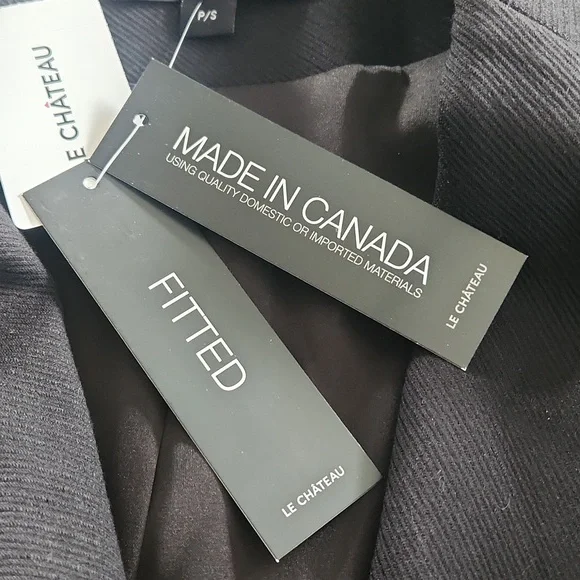 P/S
LE CHÂTEAU
MADE IN CANADA
USING QUALITY DOMESTIC OR IMPORTED MATERIALS
LE CHÂTEAU
FITTED
LE CHÂTEAU